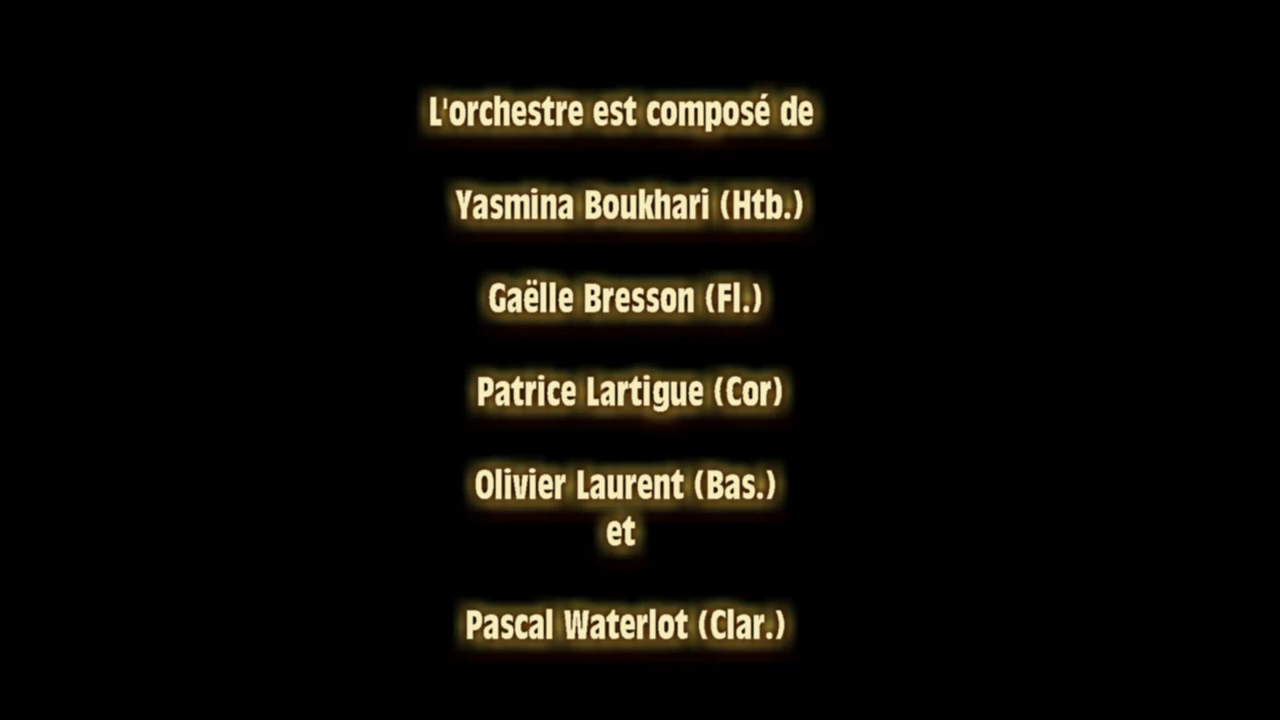 L'orchestre est composé de
Yasmina Boukhari (Htb.)
Gaëlle Bresson (Fl.)
Patrice Lartigue (Cor)
Olivier Laurent (Bas.)
et
Pascal Waterlot (Clar.)